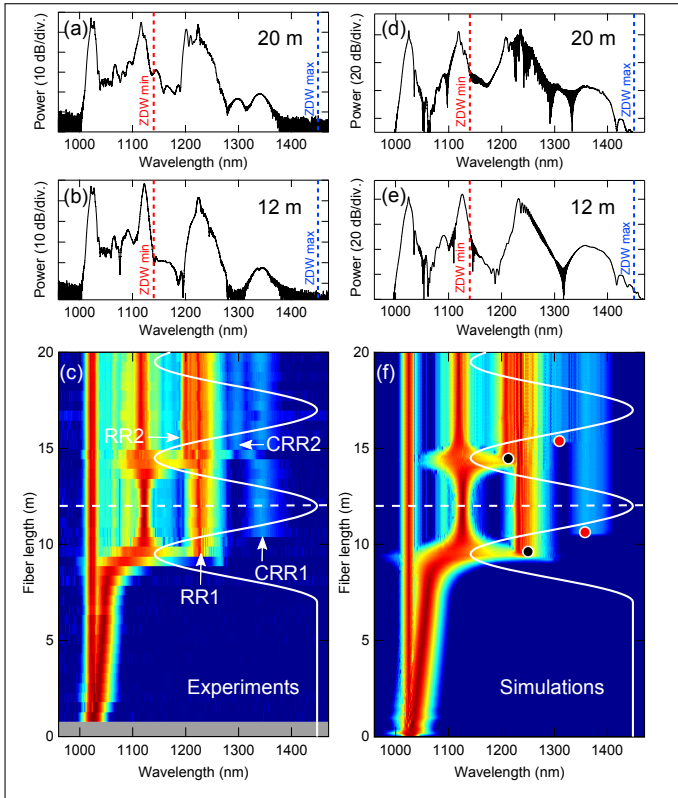 (a)
20 m
Power (10 dB/div.)
ZDW min
ZDW max
1000 1100 1200 1300 1400
Wavelength (nm)
(d)
20 m
Power (20 dB/div.)
ZDW min
ZDW max
1000 1100 1200 1300 1400
Wavelength (nm)
(b)
12 m
Power (10 dB/div.)
ZDW min
ZDW max
1000 1100 1200 1300 1400
Wavelength (nm)
(e)
12 m
Power (20 dB/div.)
ZDW min
ZDW max
1000 1100 1200 1300 1400
Wavelength (nm)
(c)
20
15
10
5
0
Fiber length (m)
RR2
CRR2
CRR1
RR1
Experiments
1000 1100 1200 1300 1400
Wavelength (nm)
(f)
20
15
10
5
0
Fiber length (m)
Simulations
1000 1100 1200 1300 1400
Wavelength (nm)